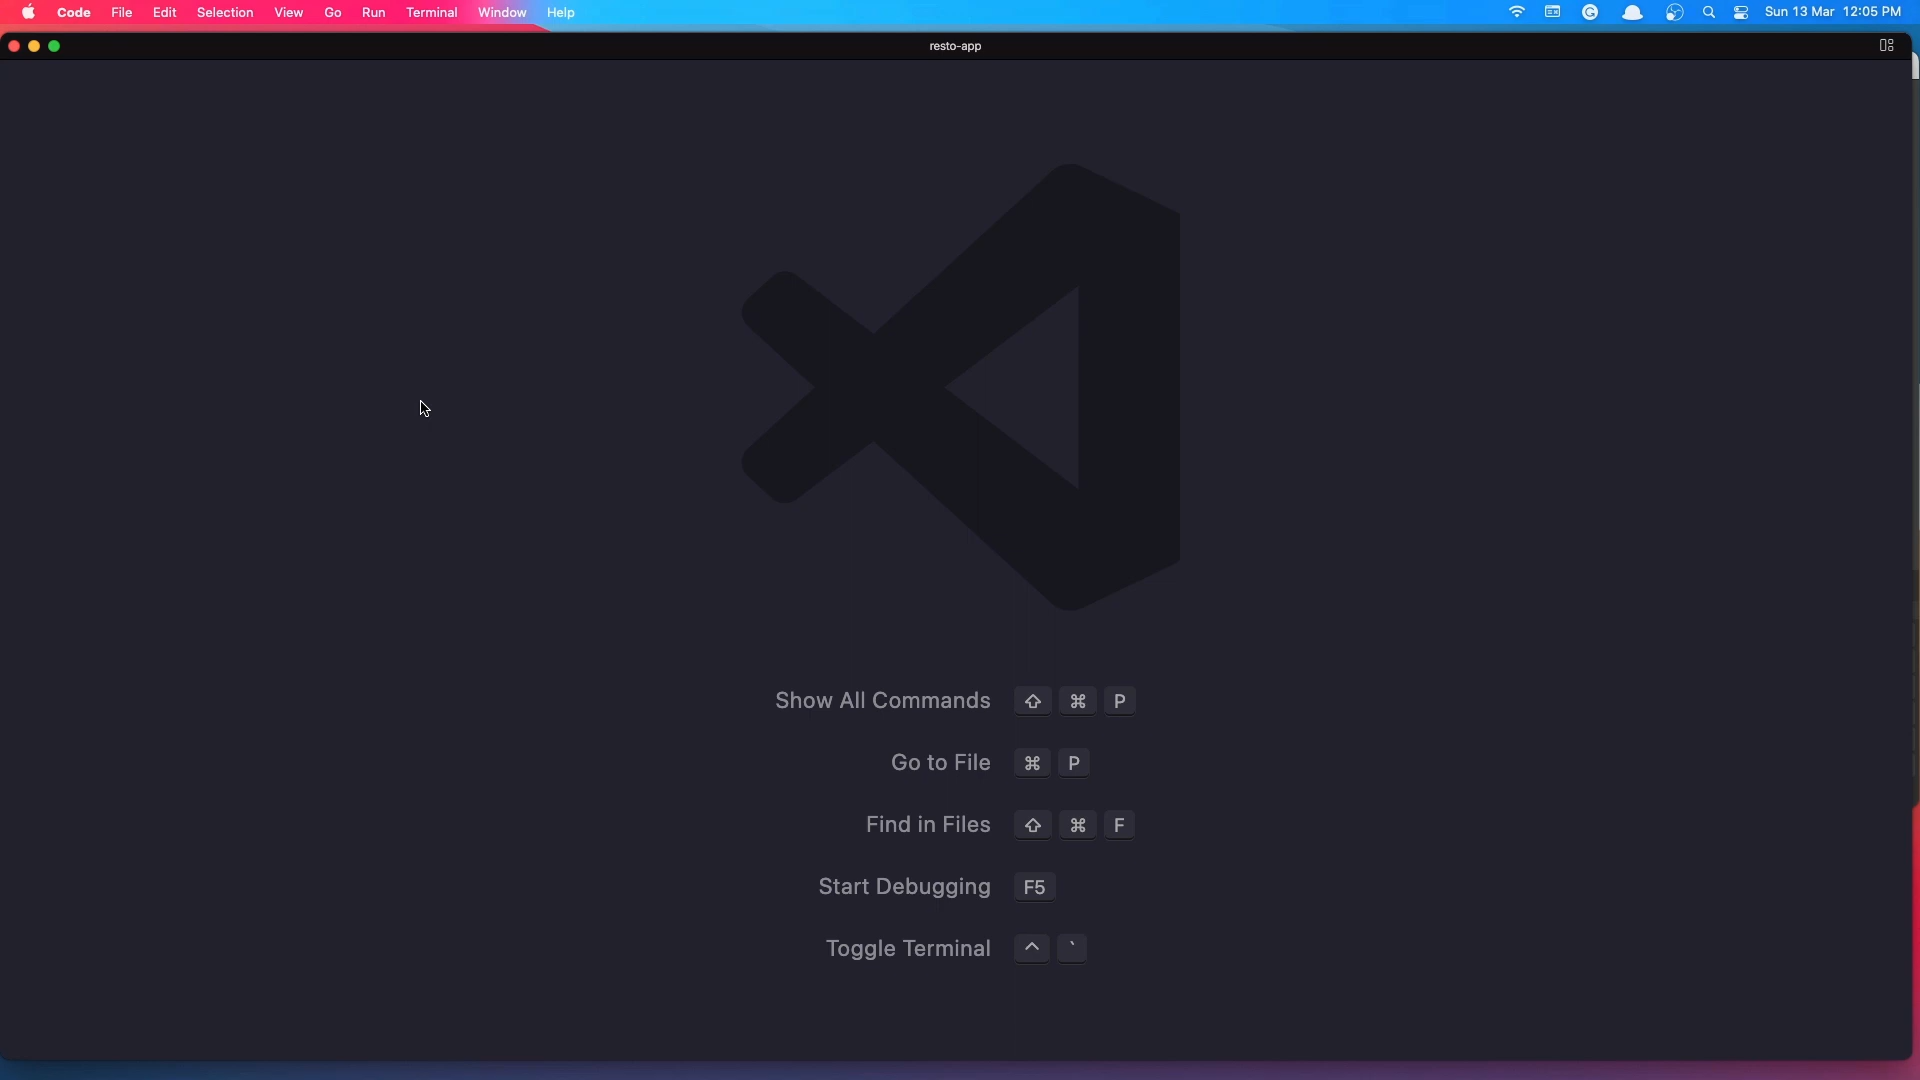 Code File Edit Selection View Go Run Terminal Window Help Sun 13 Mar 12:05 PM
resto-app
Show All Commands ⇧ ⌘ P
Go to File ⌘ P
Find in Files ⇧ ⌘ F
Start Debugging F5
Toggle Terminal ^ `